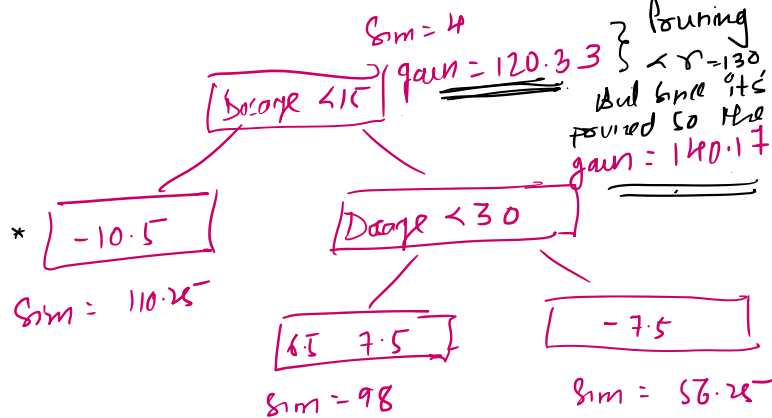 Sim = 4
gain = 120.33 } Pruning
< γ = 130
But since it's
pruned so the
Dosage < 15
gain = 140.17
* -10.5
Dosage < 30
Sim = 110.25
6.5 7.5
-7.5
Sim = 98
Sim = 56.25